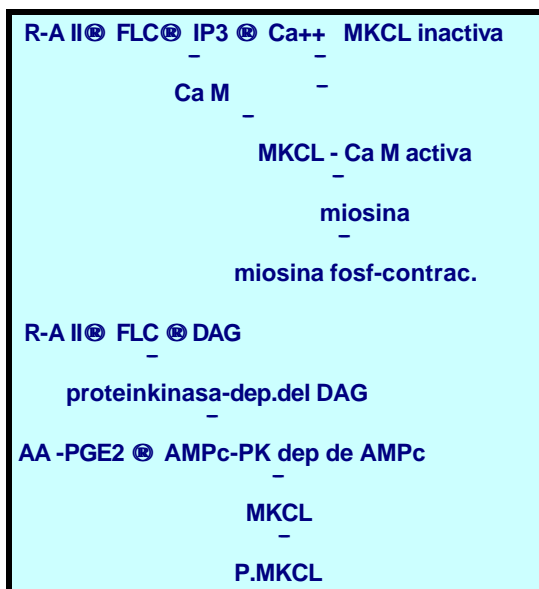 R-A II® FLC® IP3 ® Ca++ MKCL inactiva
– –
Ca M –
–
MKCL - Ca M activa
–
miosina
–
miosina fosf-contrac.
R-A II® FLC ® DAG
–
proteinkinasa-dep.del DAG
–
AA -PGE2 ® AMPc-PK dep de AMPc
–
MKCL
–
P.MKCL